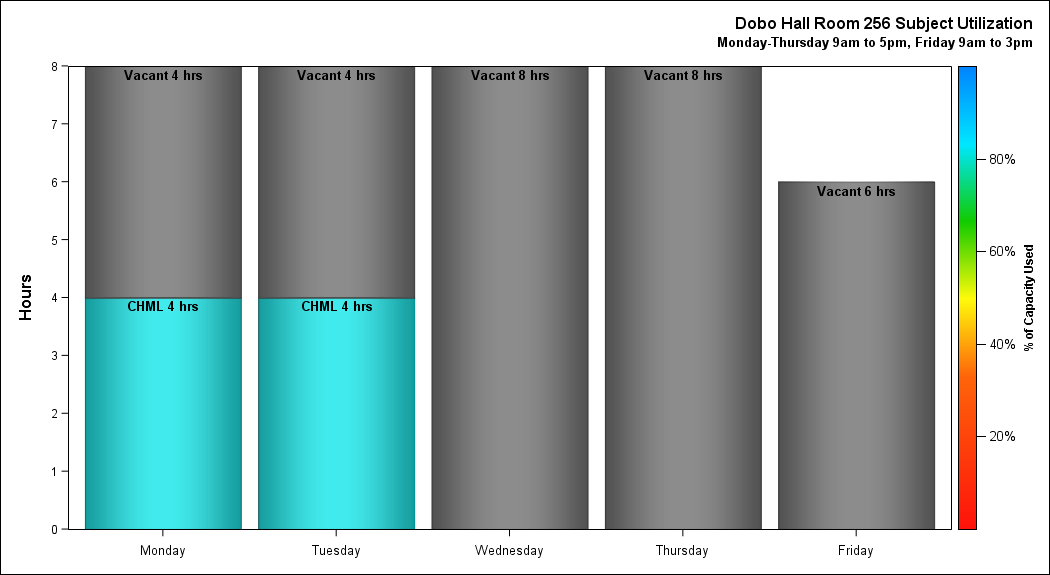 Dobo Hall Room 256 Subject Utilization
Monday-Thursday 9am to 5pm, Friday 9am to 3pm
Hours
8
7
6
5
4
3
2
1
0
Vacant 4 hrs
Vacant 4 hrs
Vacant 8 hrs
Vacant 8 hrs
Vacant 6 hrs
CHML 4 hrs
CHML 4 hrs
Monday
Tuesday
Wednesday
Thursday
Friday
80%
60%
40%
20%
% of Capacity Used